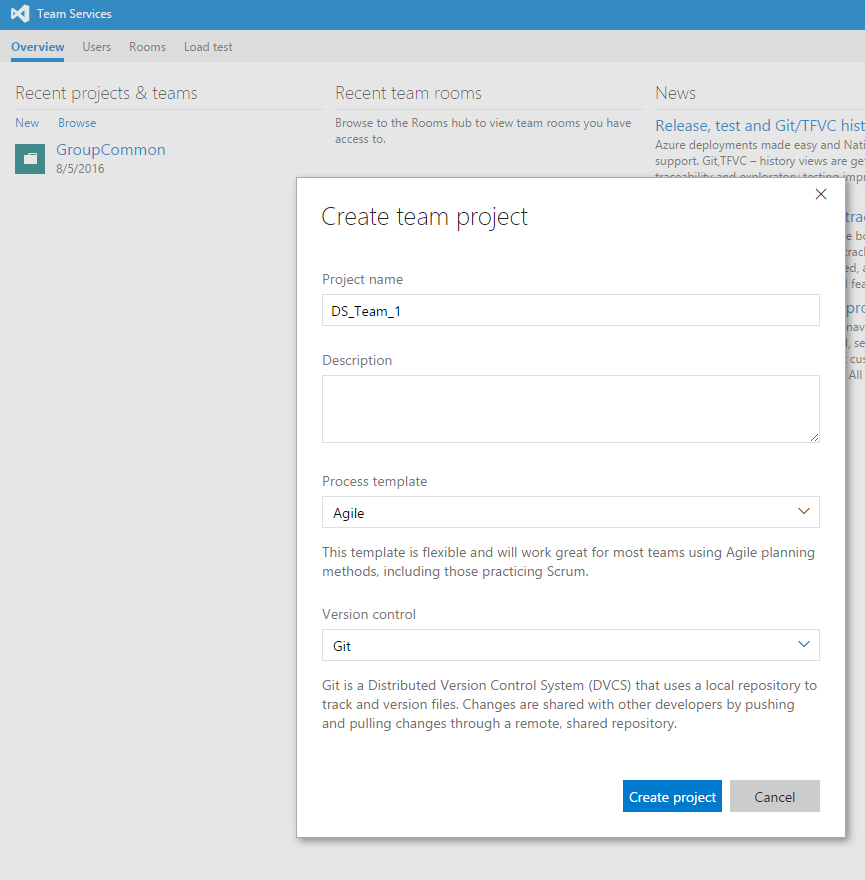 Team Services
Overview Users Rooms Load test
Recent projects & teams
New Browse
GroupCommon
8/5/2016
Recent team rooms
Browse to the Rooms hub to view team rooms you have
access to.
News
Release, test and Git/TFVC hist
Azure deployments made easy and Nati
support. Git,TFVC – history views are get
traceability and exploratory testing impr
Create team project
Project name
DS_Team_1
Description
Process template
Agile
This template is flexible and will work great for most teams using Agile planning
methods, including those practicing Scrum.
Version control
Git
Git is a Distributed Version Control System (DVCS) that uses a local repository to
track and version files. Changes are shared with other developers by pushing
and pulling changes through a remote, shared repository.
Create project Cancel
All